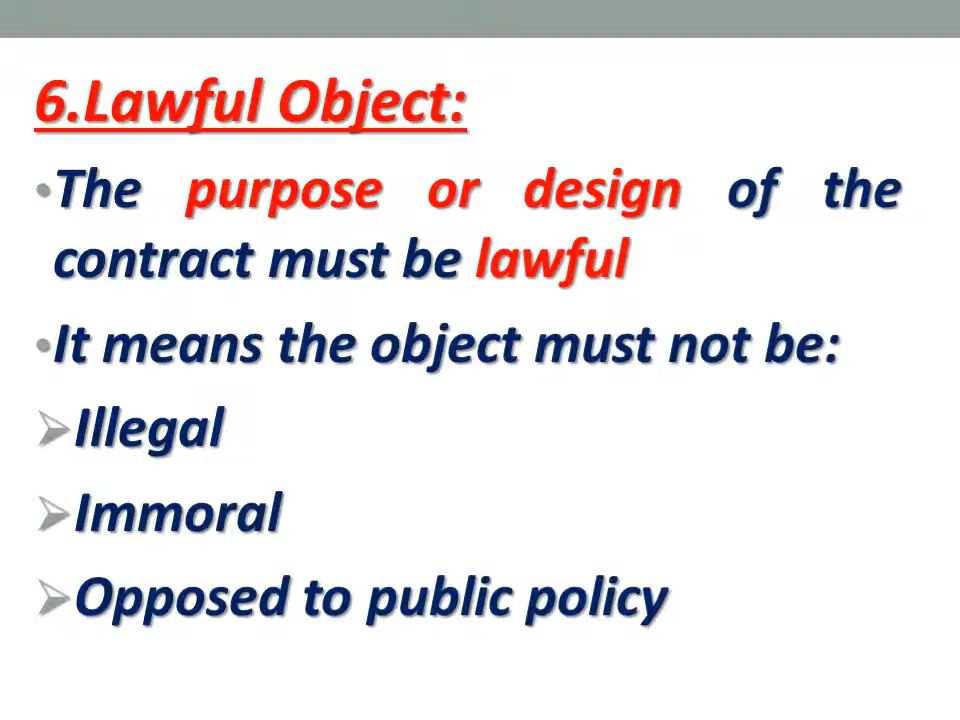 6.Lawful Object:
•The purpose or design of the
contract must be lawful
•It means the object must not be:
➢Illegal
➢Immoral
➢Opposed to public policy